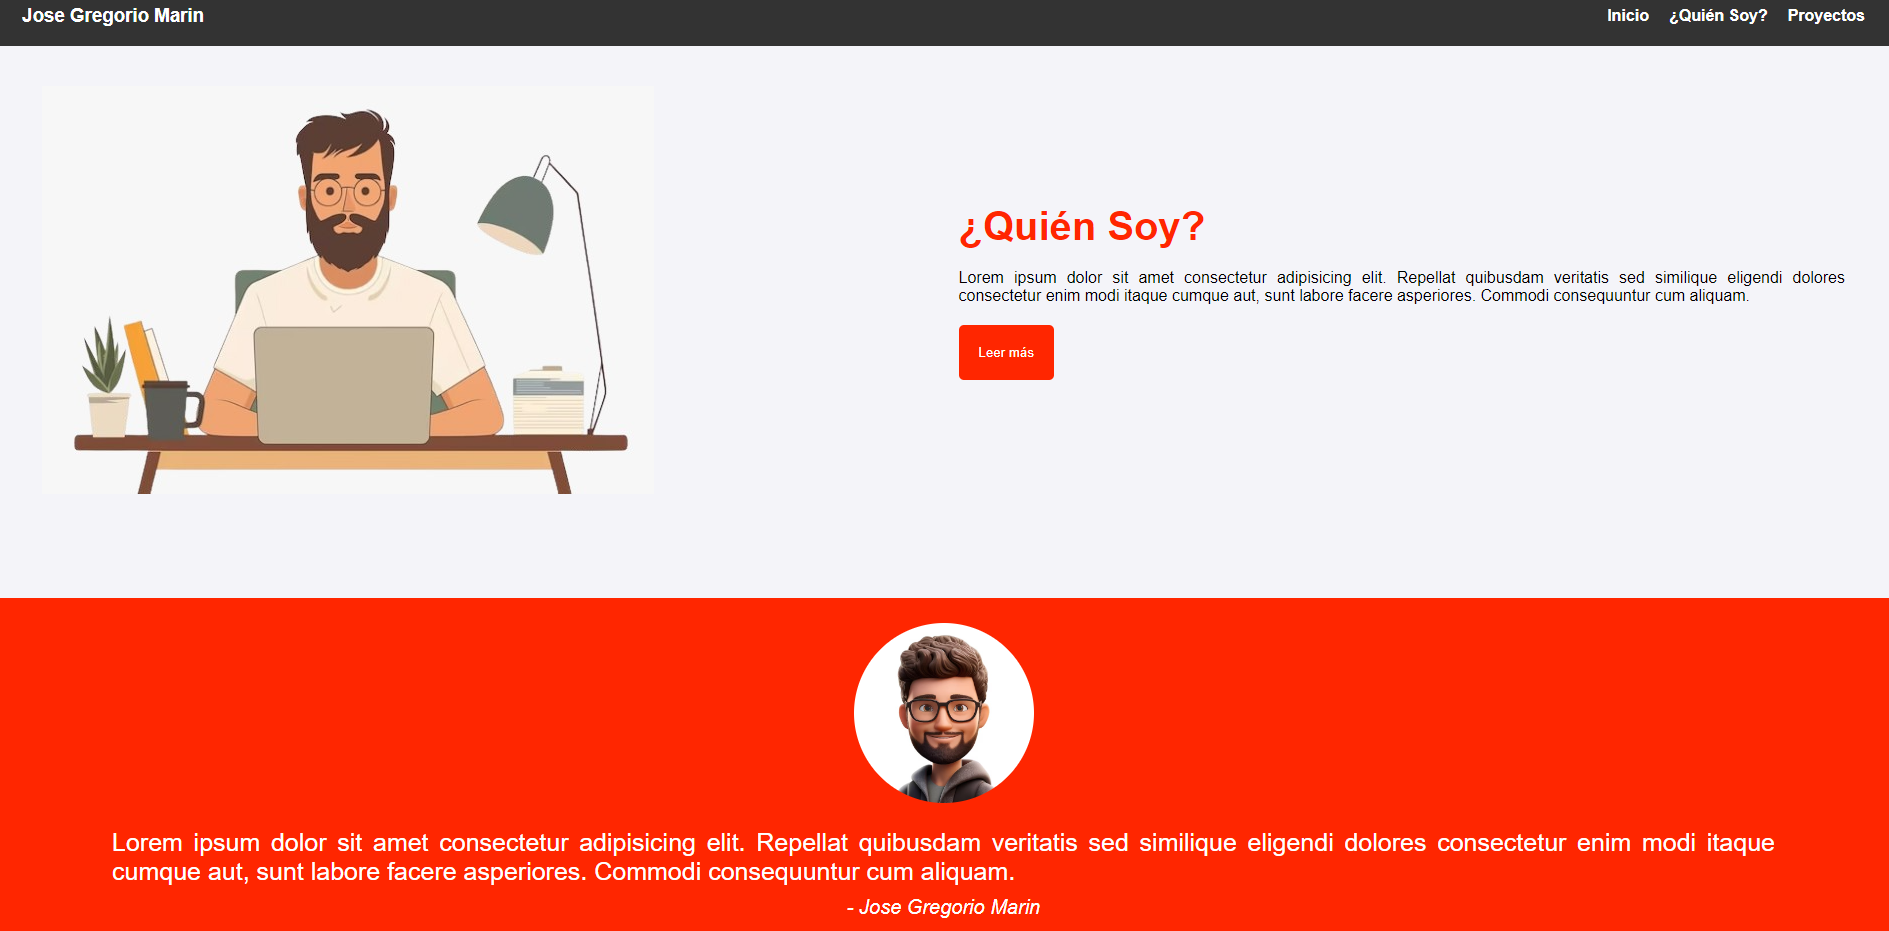 Jose Gregorio Marin
Inicio ¿Quién Soy? Proyectos
¿Quién Soy?
Lorem ipsum dolor sit amet consectetur adipisicing elit. Repellat quibusdam veritatis sed similique eligendi dolores
consectetur enim modi itaque cumque aut, sunt labore facere asperiores. Commodi consequuntur cum aliquam.
Leer más
Lorem ipsum dolor sit amet consectetur adipisicing elit. Repellat quibusdam veritatis sed similique eligendi dolores consectetur enim modi itaque
cumque aut, sunt labore facere asperiores. Commodi consequuntur cum aliquam.
- Jose Gregorio Marin